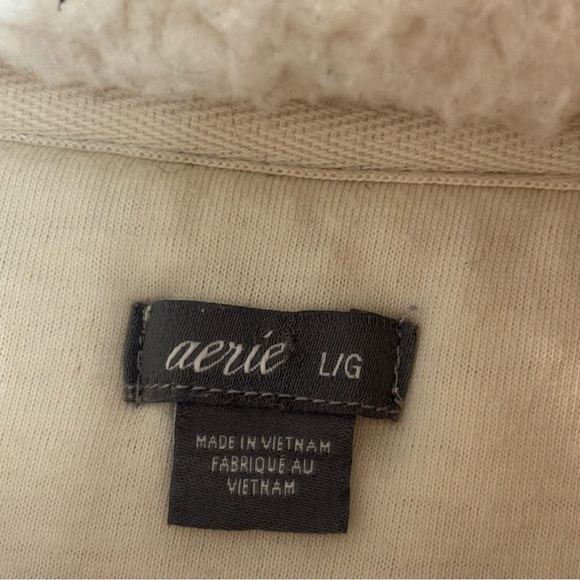 aerie L/G
MADE IN VIETNAM
FABRIQUÉ AU
VIETNAM